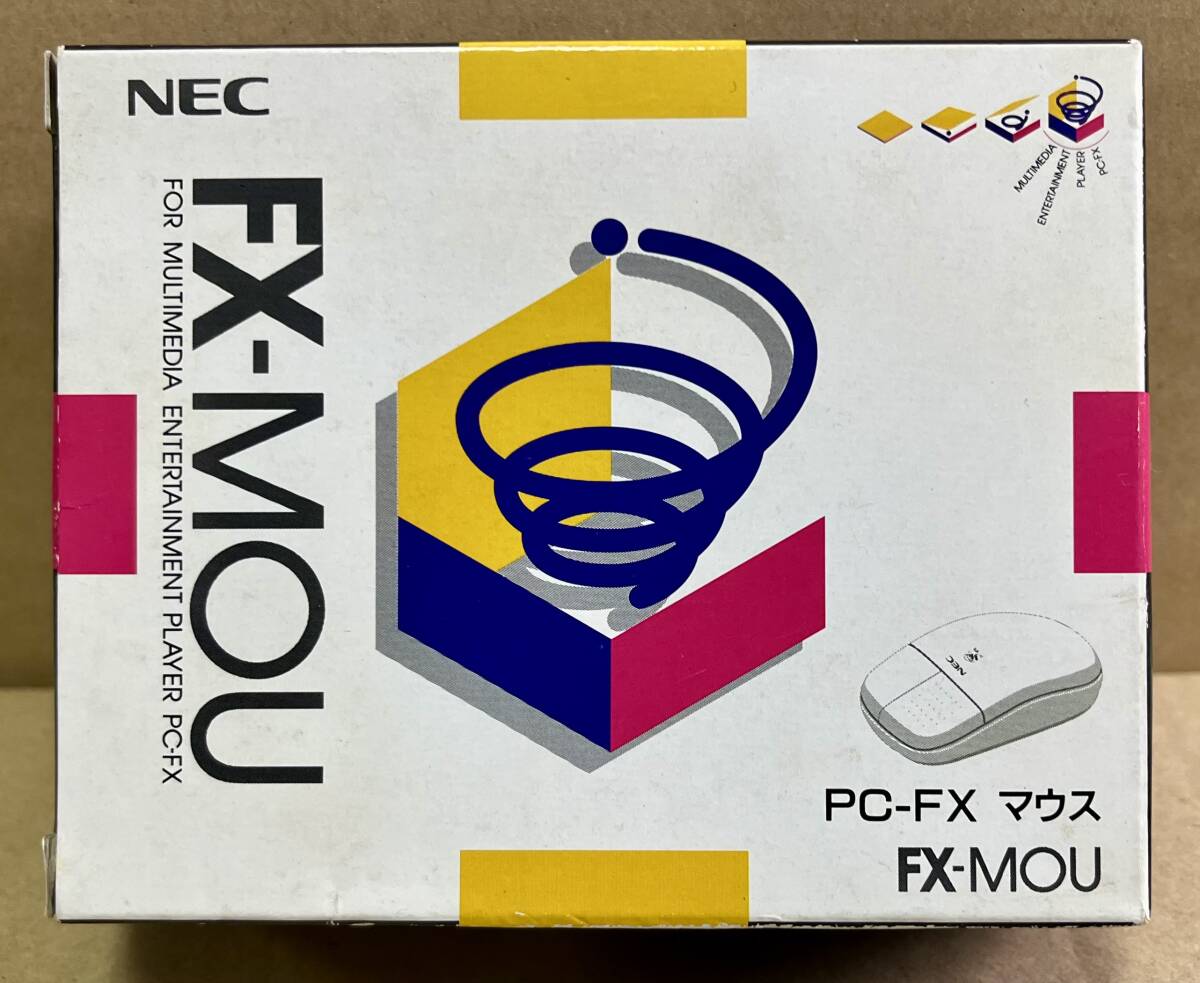 NEC
FX-MOU
FOR MULTIMEDIA ENTERTAINMENT PLAYER PC-FX
MULTIMEDIA
ENTERTAINMENT
PLAYER
PC-FX
NEC
PC-FX マウス
FX-MOU